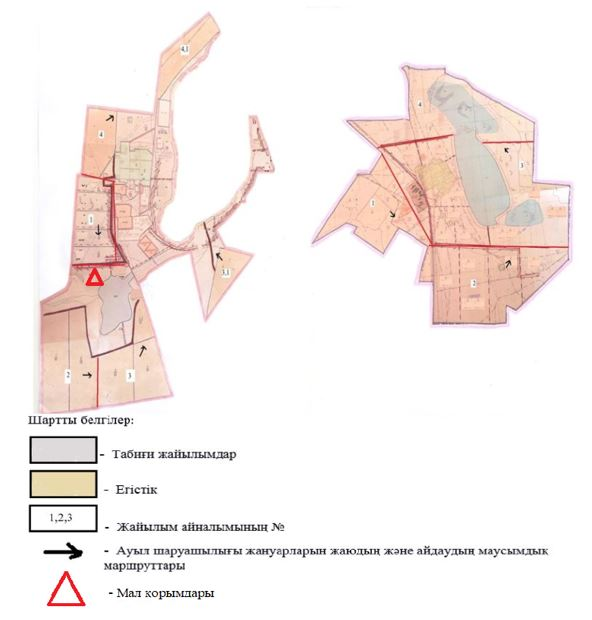 4,1
4
1
3,1
2
3
4
3
1
2
Шартты белгілер:
- Табиғи жайылымдар
- Егістік
1,2,3
- Жайылым айналымының №
- Ауыл шаруашылығы жануарларын жаюдың және айдаудың маусымдық
маршруттары
- Мал қорымдары